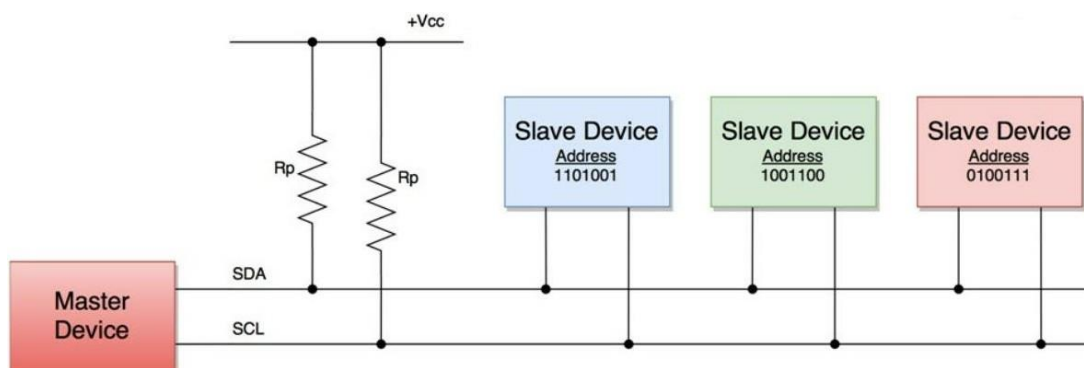 +Vcc
Rp
Rp
Slave Device
Address
1101001
Slave Device
Address
1001100
Slave Device
Address
0100111
SDA
SCL
Master
Device